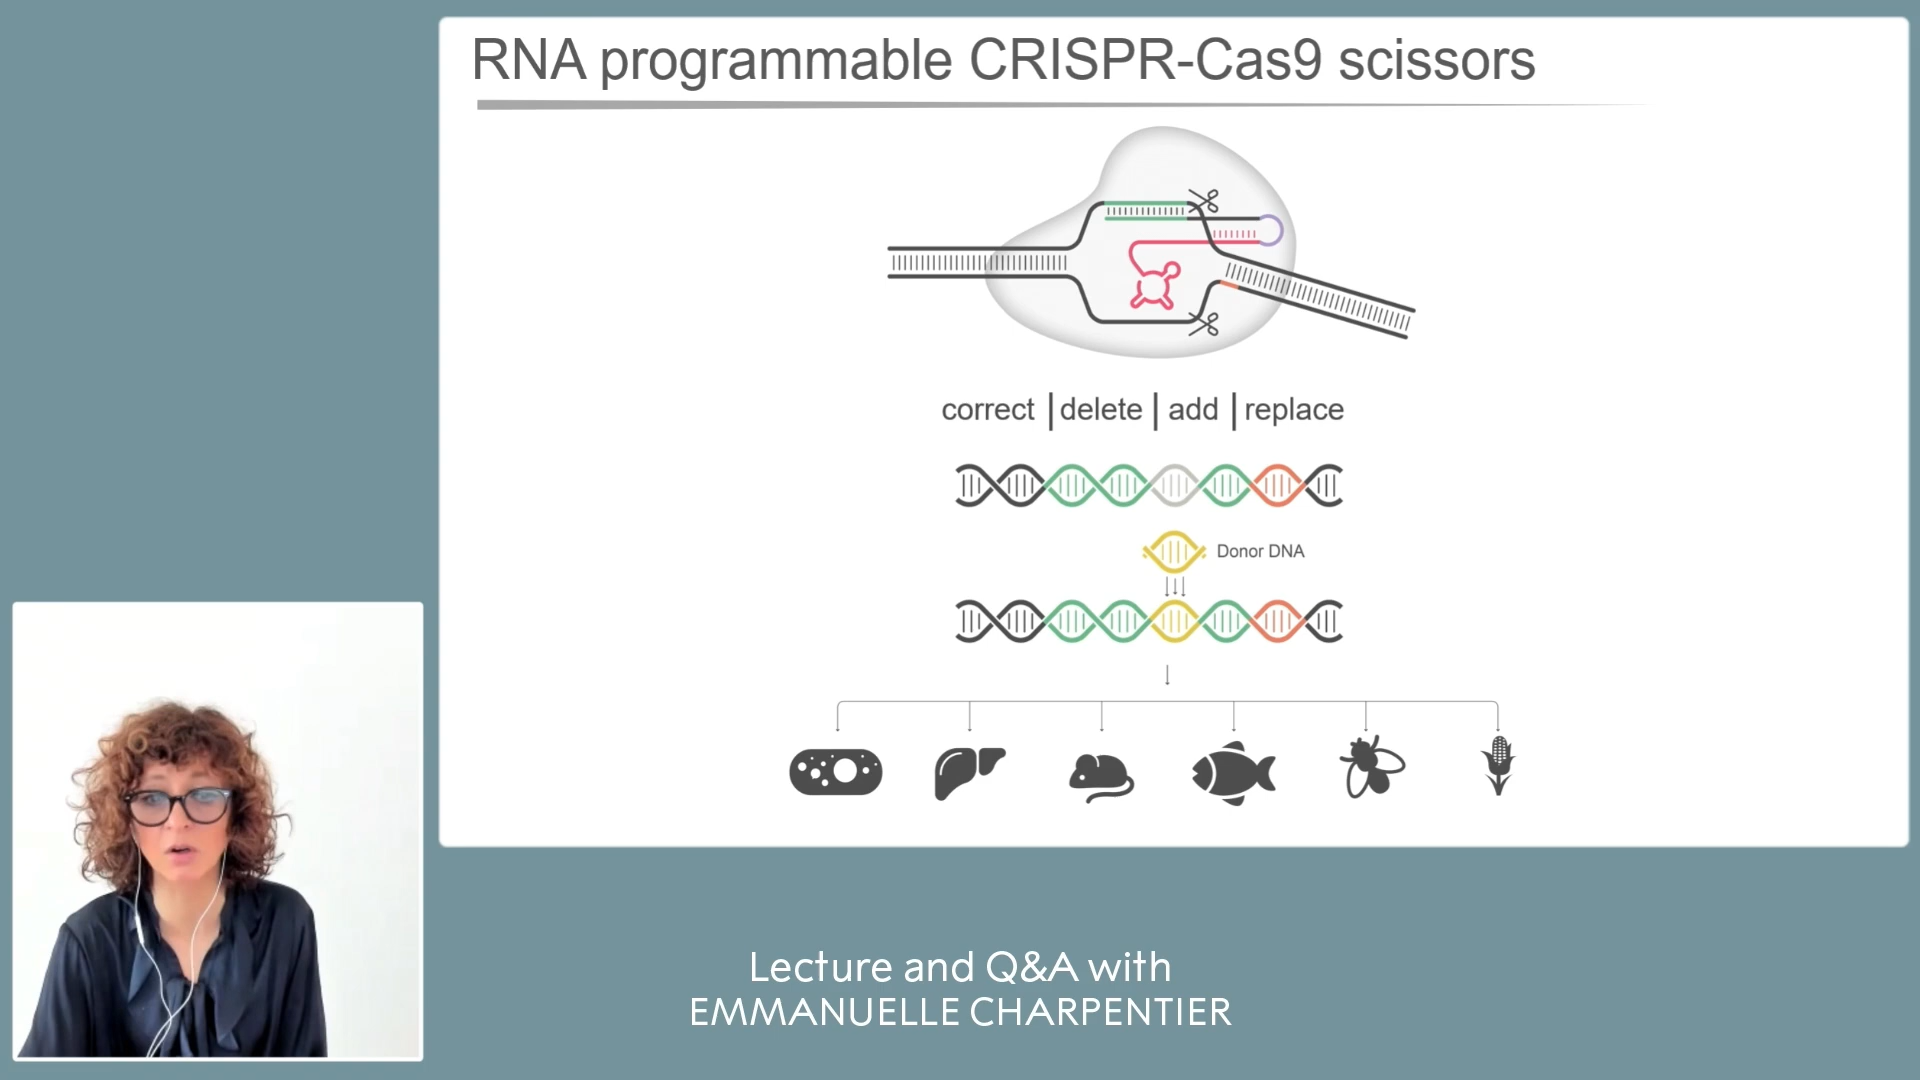 RNA programmable CRISPR-Cas9 scissors
correct | delete | add | replace
Donor DNA
Lecture and Q&A with
EMMANUELLE CHARPENTIER